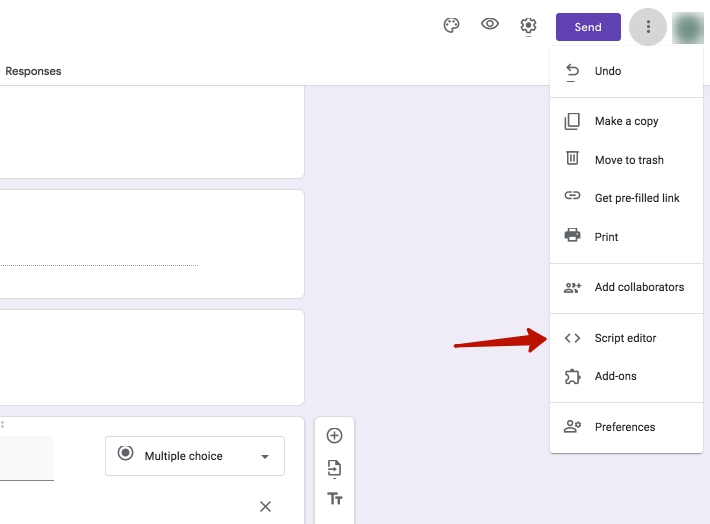 Send
Responses
Undo
Make a copy
Move to trash
Get pre-filled link
Print
Add collaborators
Script editor
Add-ons
Preferences
Multiple choice
Tт